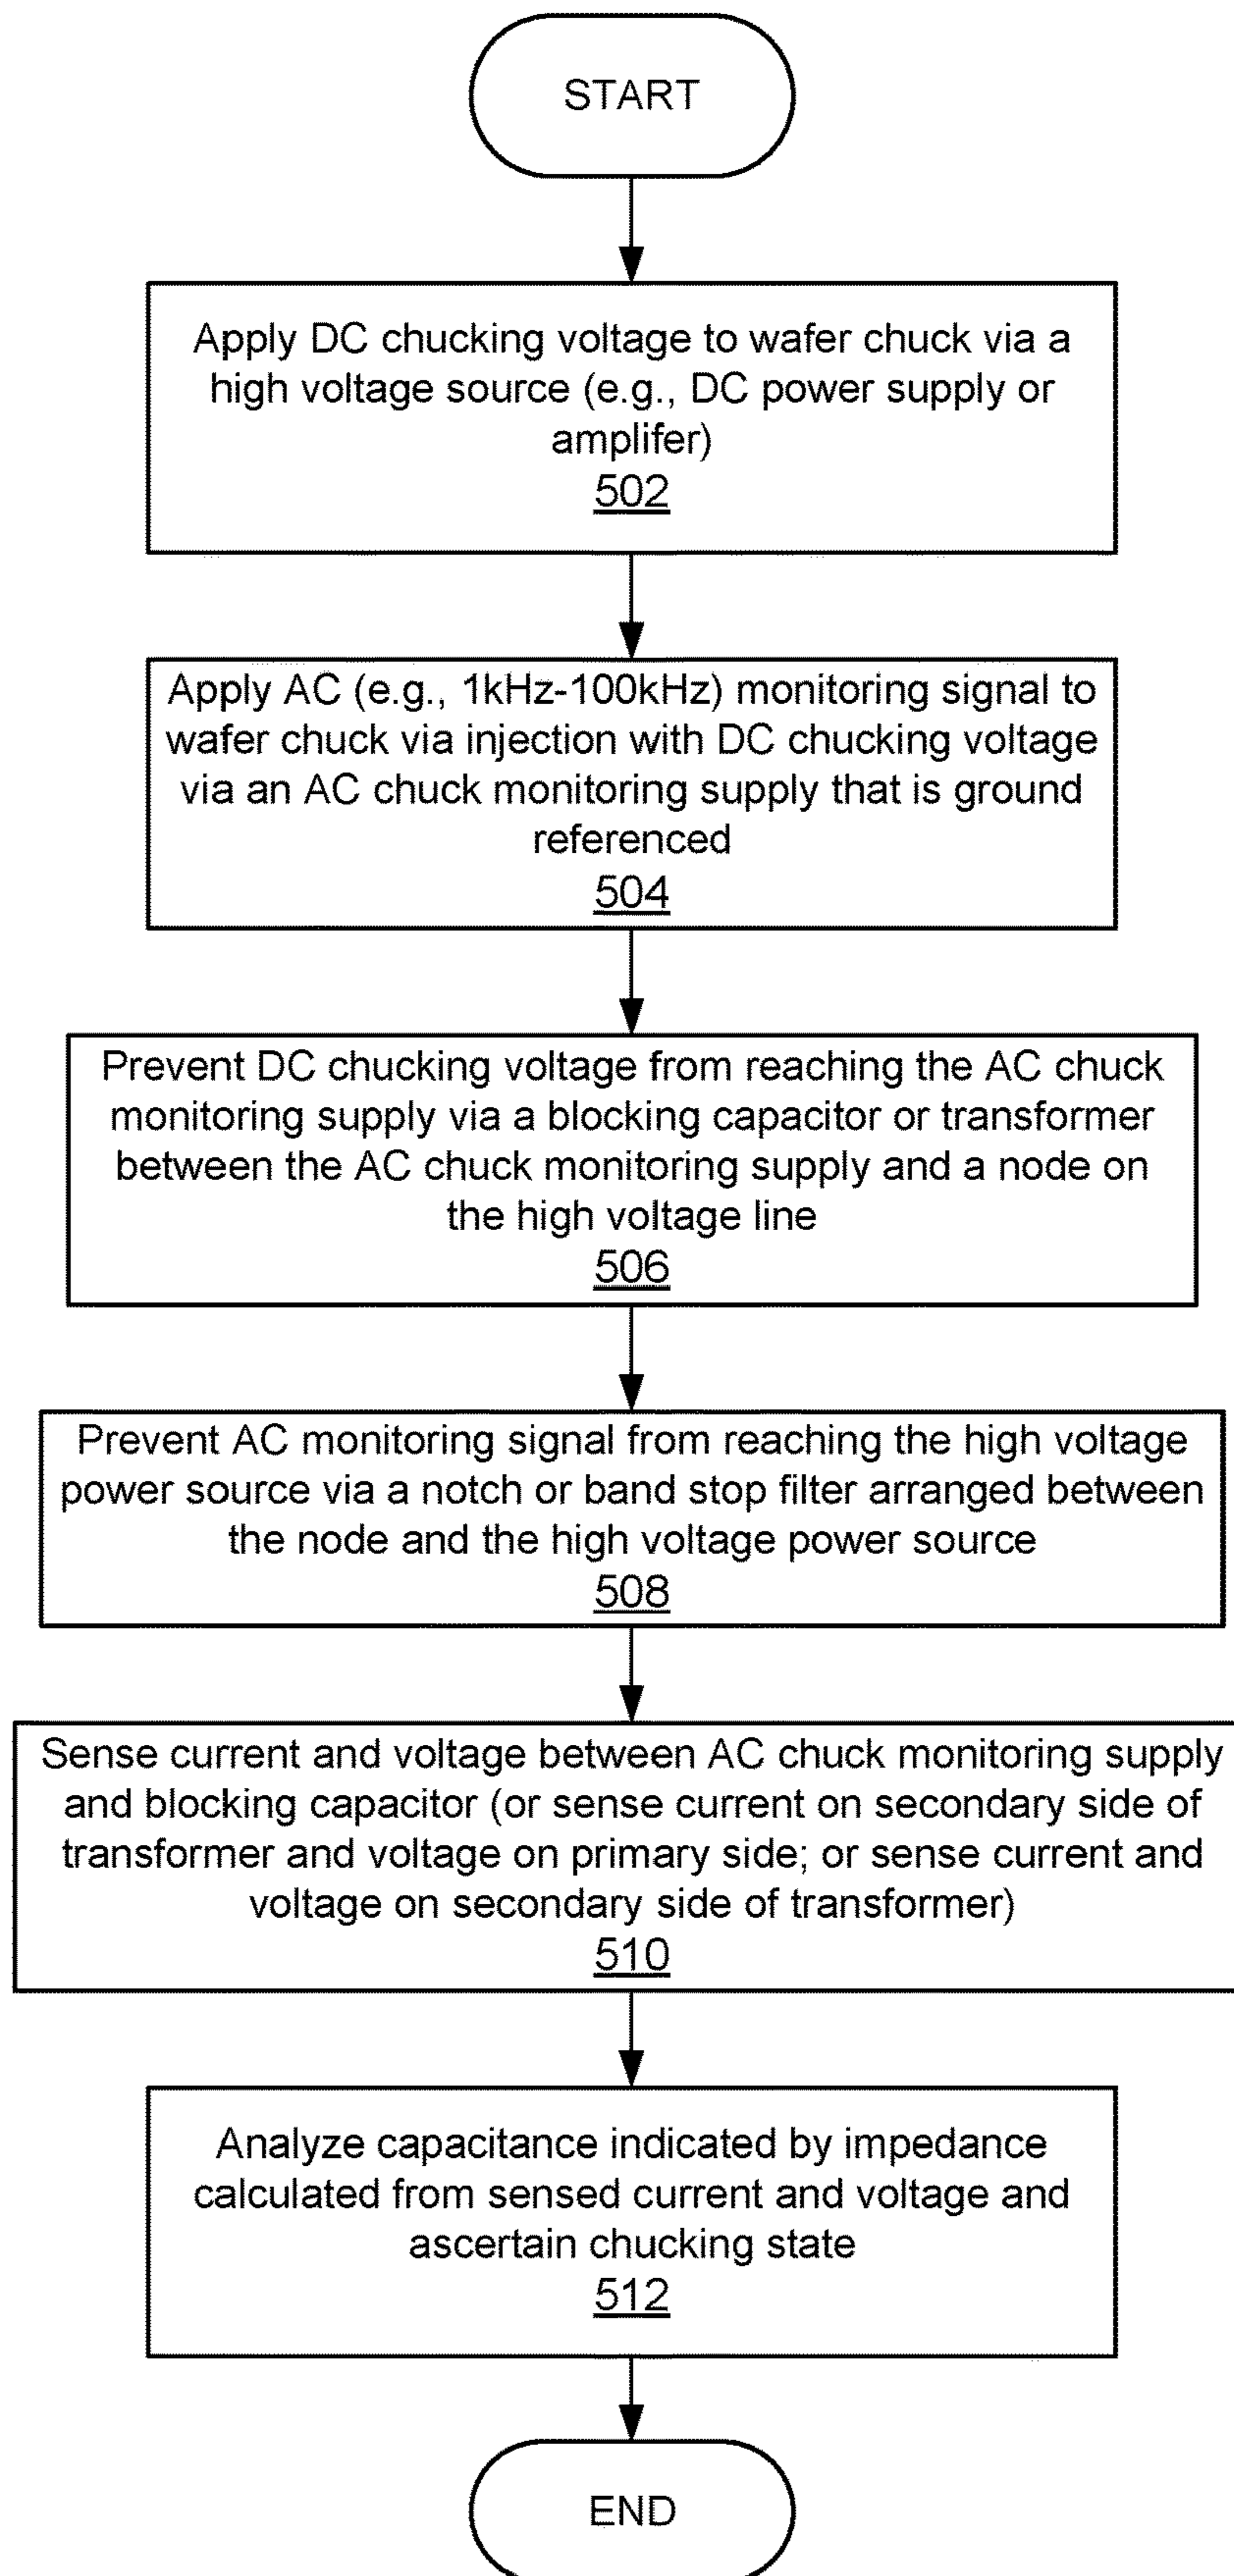 START
Apply DC chucking voltage to wafer chuck via a
high voltage source (e.g., DC power supply or
amplifer)
502
Apply AC (e.g., 1kHz-100kHz) monitoring signal to
wafer chuck via injection with DC chucking voltage
via an AC chuck monitoring supply that is ground
referenced
504
Prevent DC chucking voltage from reaching the AC chuck
monitoring supply via a blocking capacitor or transformer
between the AC chuck monitoring supply and a node on
the high voltage line
506
Prevent AC monitoring signal from reaching the high voltage
power source via a notch or band stop filter arranged between
the node and the high voltage power source
508
Sense current and voltage between AC chuck monitoring supply
and blocking capacitor (or sense current on secondary side of
transformer and voltage on primary side; or sense current and
voltage on secondary side of transformer)
510
Analyze capacitance indicated by impedance
calculated from sensed current and voltage and
ascertain chucking state
512
END